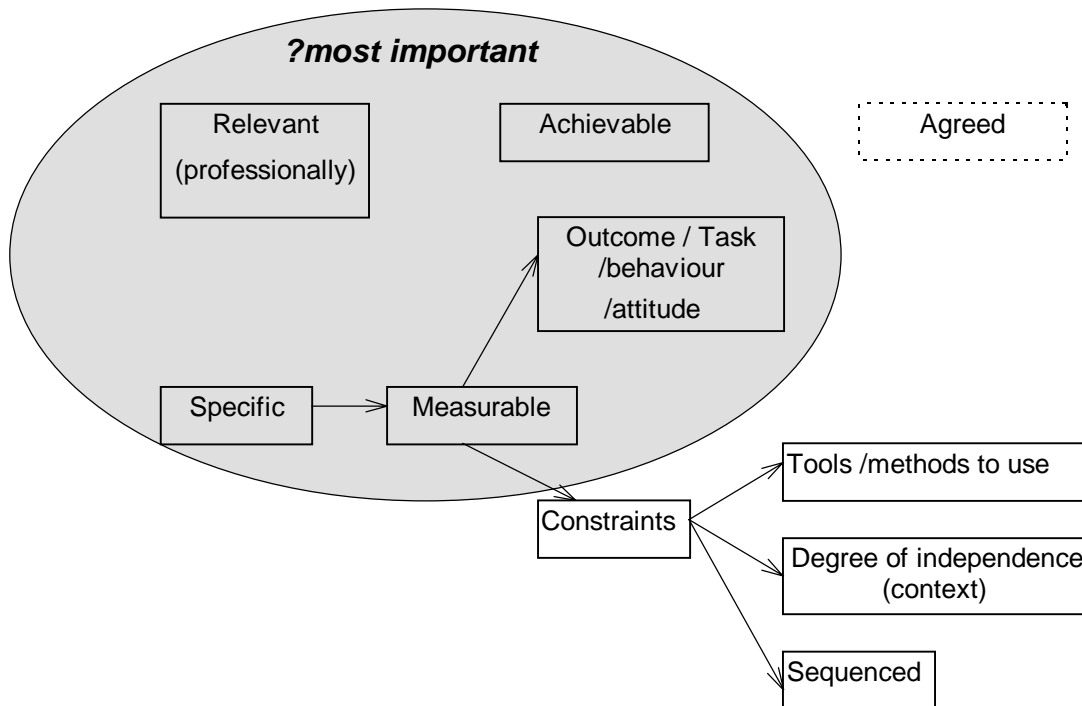 ?most important
Relevant
(professionally)
Achievable
Agreed
Outcome / Task
/behaviour
/attitude
Specific
Measurable
Constraints
Tools /methods to use
Degree of independence
(context)
Sequenced